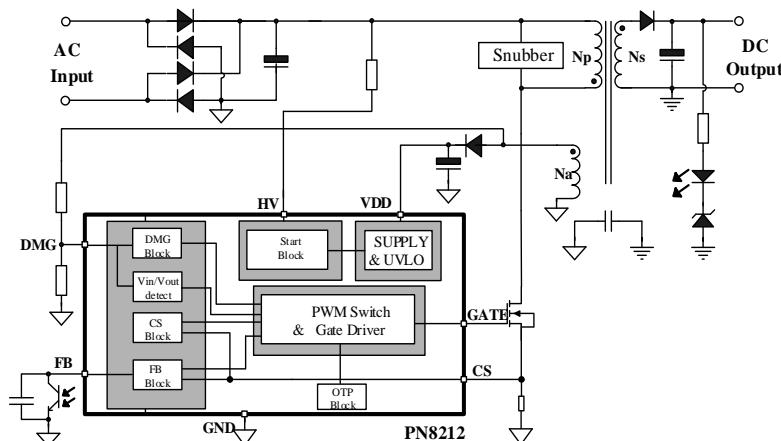 AC
Input
Snubber
Np
Ns
DC
Output
Na
HV
VDD
DMG
DMG
Block
Start
Block
SUPPLY
& UVLO
Vin/Vout
detect
PWM Switch
& Gate Driver
GATE
CS
Block
FB
FB
Block
CS
OTP
Block
GND
PN8212